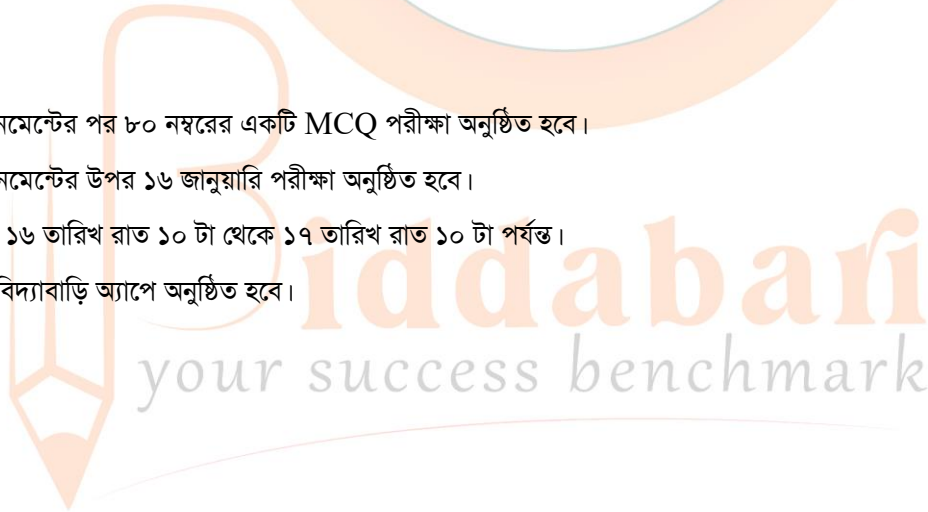 নমেন্টের পর ৮০ নম্বরের একটি MCQ পরীক্ষা অনুষ্ঠিত হবে।
নমেন্টের উপর ১৬ জানুয়ারি পরীক্ষা অনুষ্ঠিত হবে।
১৬ তারিখ রাত ১০ টা থেকে ১৭ তারিখ রাত ১০ টা পর্যন্ত।
বিদ্যাবাড়ি অ্যাপে অনুষ্ঠিত হবে।
Biddabari
your success benchmark